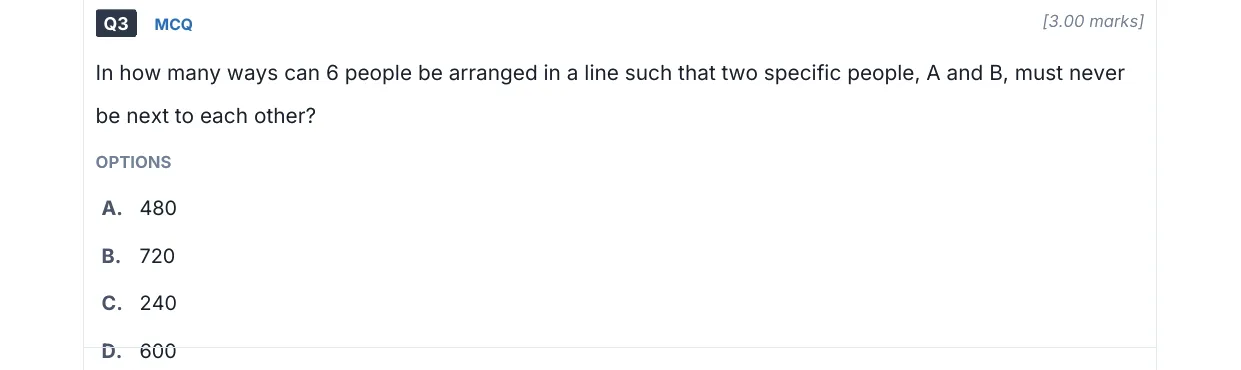 Q3 MCQ [3.00 marks]
In how many ways can 6 people be arranged in a line such that two specific people, A and B, must never
be next to each other?
OPTIONS
A. 480
B. 720
C. 240
D. 600